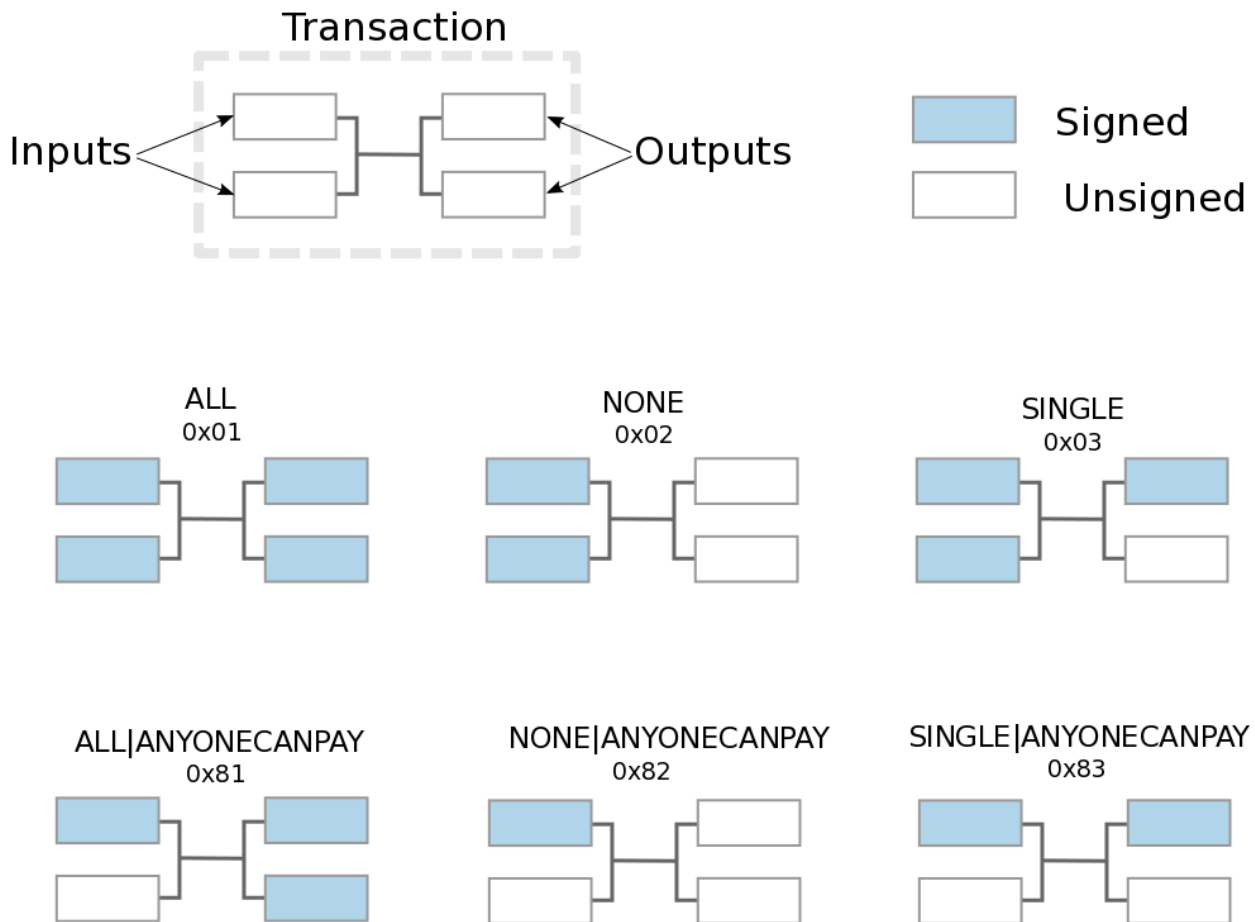 Transaction
Inputs
Outputs
Signed
Unsigned
ALL
0x01
NONE
0x02
SINGLE
0x03
ALL|ANYONECANPAY
0x81
NONE|ANYONECANPAY
0x82
SINGLE|ANYONECANPAY
0x83